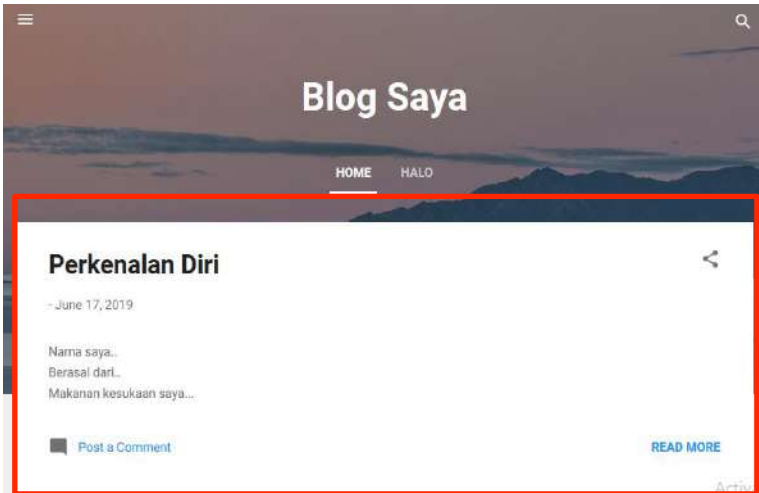 Blog Saya
HOME HALO
Perkenalan Diri
- June 17, 2019
Nama saya..
Berasal dari..
Makanan kesukaan saya...
Post a Comment READ MORE